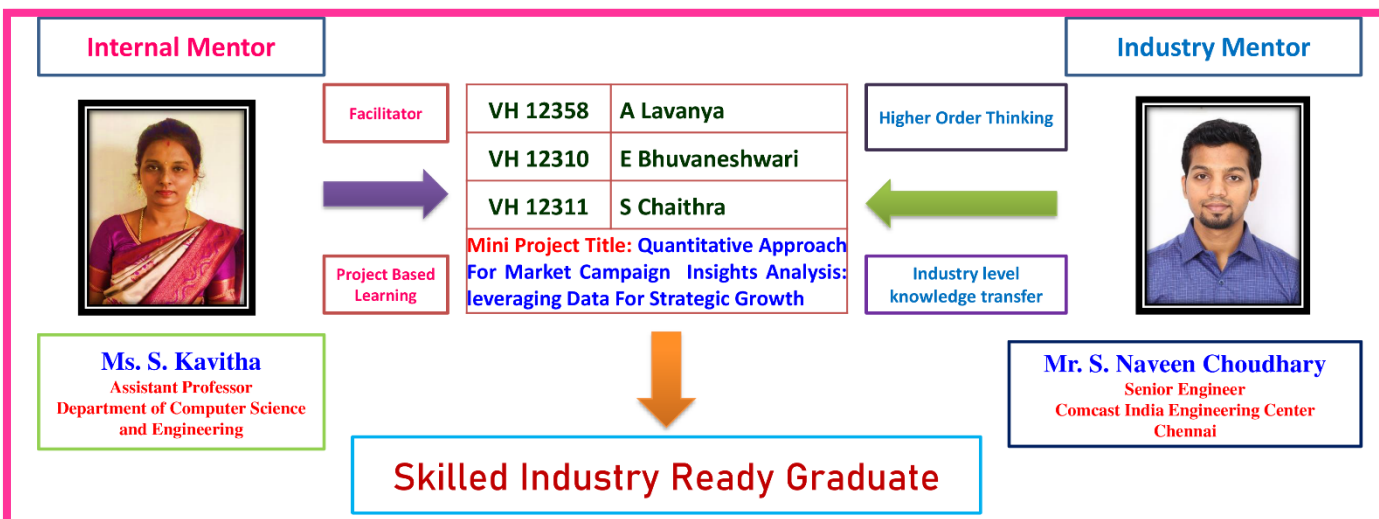 Internal Mentor
Industry Mentor
Facilitator
VH 12358 A Lavanya
Higher Order Thinking
VH 12310 E Bhuvaneshwari
VH 12311 S Chaithra
Mini Project Title: Quantitative Approach
For Market Campaign Insights Analysis:
leveraging Data For Strategic Growth
Project Based
Learning
Industry level
knowledge transfer
Ms. S. Kavitha
Assistant Professor
Department of Computer Science
and Engineering
Mr. S. Naveen Choudhary
Senior Engineer
Comcast India Engineering Center
Chennai
Skilled Industry Ready Graduate